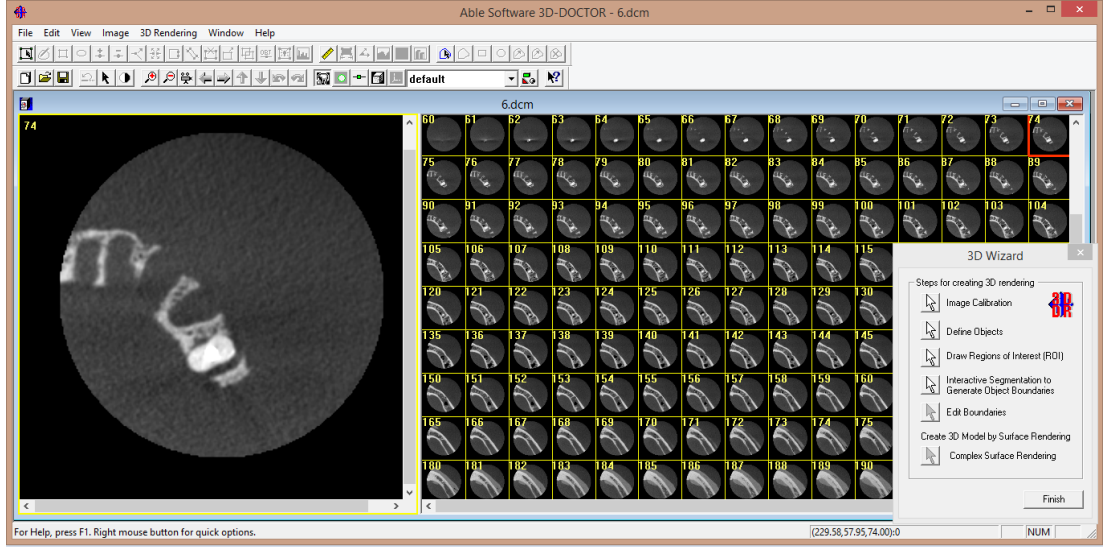 Able Software 3D-DOCTOR - 6.dcm
File Edit View Image 3D Rendering Window Help
default
6.dcm
74
60 61 62 63 64 65 66 67 68 69 70 71 72 73 74
75 76 77 78 79 80 81 82 83 84 85 86 87 88 89
90 91 92 93 94 95 96 97 98 99 100 101 102 103 104
105 106 107 108 109 110 111 112 113 114 115
120 121 122 123 124 125 126 127 128 129 130
135 136 137 138 139 140 141 142 143 144 145
150 151 152 153 154 155 156 157 158 159 160
165 166 167 168 169 170 171 172 173 174 175
180 181 182 183 184 185 186 187 188 189 190
3D Wizard
Steps for creating 3D rendering
Image Calibration
3D
DR
Define Objects
Draw Regions of Interest (ROI)
Interactive Segmentation to
Generate Object Boundaries
Edit Boundaries
Create 3D Model by Surface Rendering
Complex Surface Rendering
Finish
For Help, press F1. Right mouse button for quick options.
(229.58,57.95,74.00):0
NUM